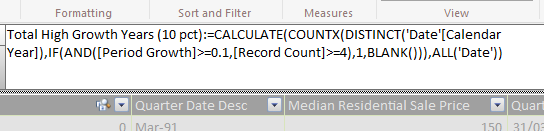 Formatting
Sort and Filter
Measures
View
Total High Growth Years (10 pct):=CALCULATE(COUNTX(DISTINCT('Date'[Calendar
Year]),IF(AND([Period Growth]>=0.1,[Record Count]>=4),1,BLANK())),ALL('Date'))
Quarter Date Desc
Median Residential Sale Price
Quart
0
Mar-91
150
31/03